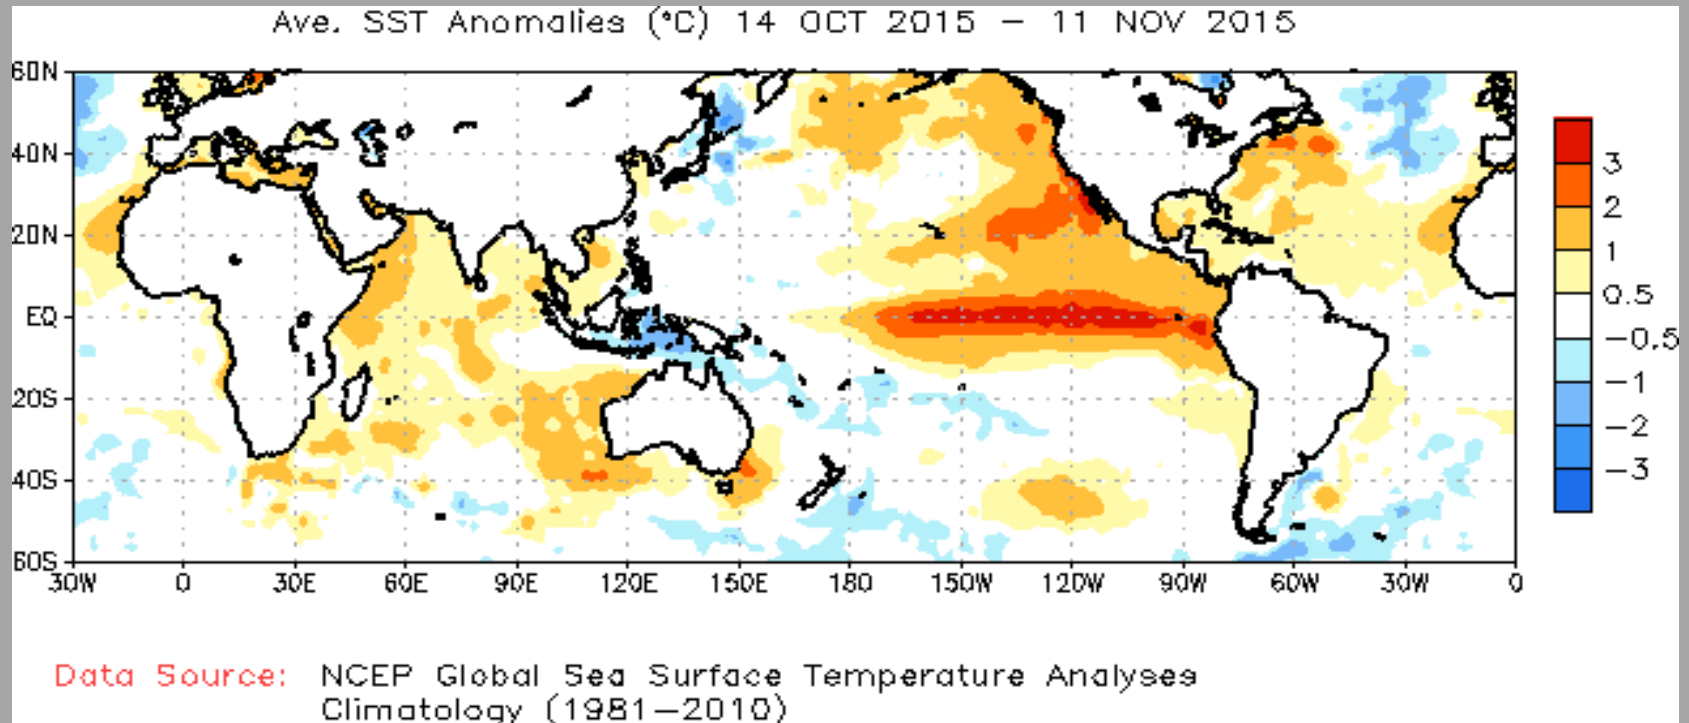 Ave. SST Anomalies (°C) 14 OCT 2015 – 11 NOV 2015
60N
40N
20N
EQ
20S
40S
60S
30W 0 30E 60E 90E 120E 150E 180 150W 120W 90W 60W 30W 0
3
2
1
0.5
−0.5
−1
−2
−3
Data Source: NCEP Global Sea Surface Temperature Analyses
Climatology (1981−2010)